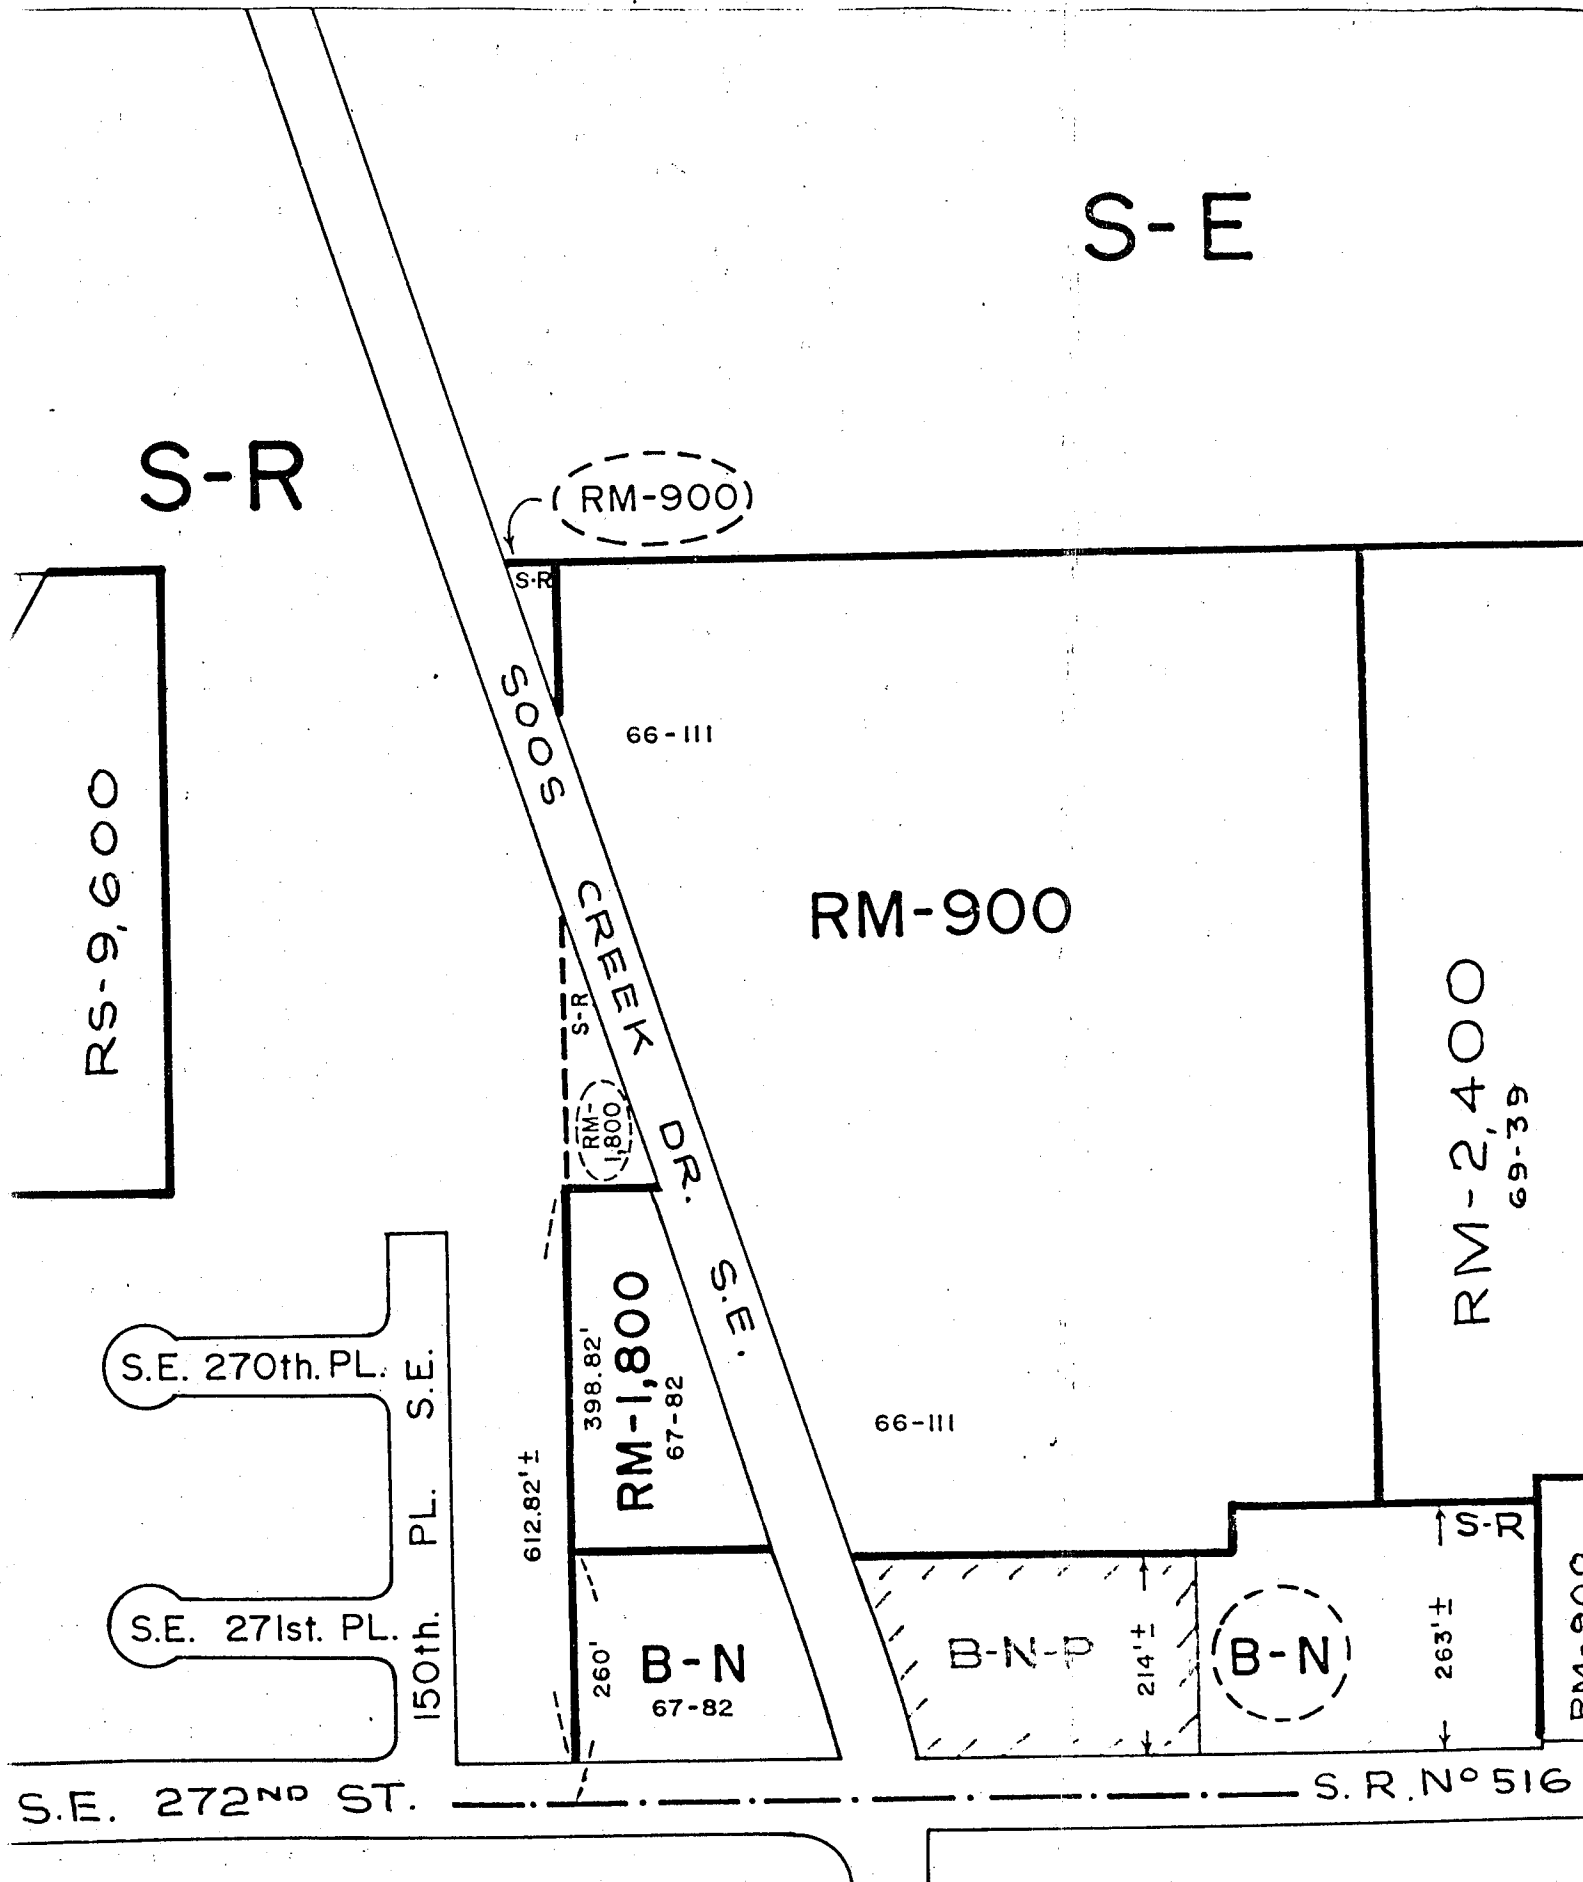 S-E
S-R
RM-900
S-R
SOOS CREEK DR. S.E.
66-111
RS-9,600
RM-900
S-R
RM-1,800
RM-2,400
69-39
RM-1,800
67-82
398.82'
612.82'±
S.E. 270th. PL.
150th. PL. S.E.
66-111
S-R
S.E. 271st. PL.
B-N
67-82
260'
B-N-P
214'±
B-N
263'±
RM-900
S.E. 272ND ST.
S.R. Nº 516